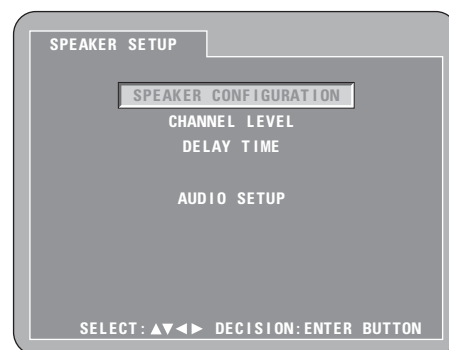 SPEAKER SETUP
SPEAKER CONFIGURATION
CHANNEL LEVEL
DELAY TIME
AUDIO SETUP
SELECT:▲▼◀▶ DECISION:ENTER BUTTON